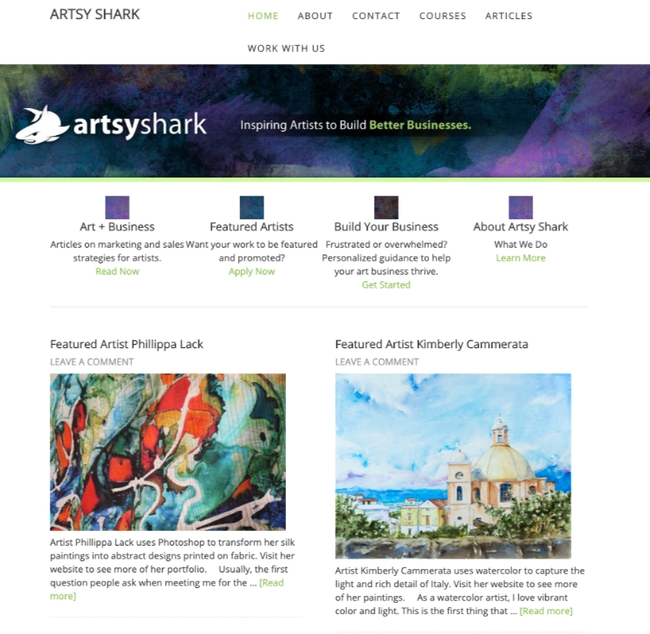 ARTSY SHARK
HOME ABOUT CONTACT COURSES ARTICLES
WORK WITH US
artsyshark
Inspiring Artists to Build Better Businesses.
Art + Business
Articles on marketing and sales
strategies for artists.
Read Now
Featured Artists
Want your work to be featured
and promoted?
Apply Now
Build Your Business
Frustrated or overwhelmed?
Personalized guidance to help
your art business thrive.
Get Started
About Artsy Shark
What We Do
Learn More
Featured Artist Phillippa Lack
LEAVE A COMMENT
Artist Phillippa Lack uses Photoshop to transform her silk
paintings into abstract designs printed on fabric. Visit her
website to see more of her portfolio. Usually, the first
question people ask when meeting me for the ... [Read
more]
Featured Artist Kimberly Cammerata
LEAVE A COMMENT
Artist Kimberly Cammerata uses watercolor to capture the
light and rich detail of Italy. Visit her website to see more
of her paintings. As a watercolor artist, I love vibrant
color and light. This is the first thing that ... [Read more]